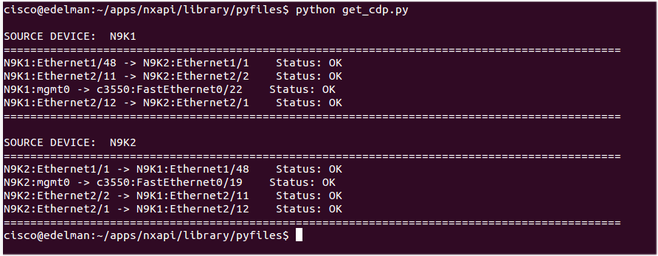 cisco@edelman:~/apps/nxapi/library/pyfiles$ python get_cdp.py
SOURCE DEVICE:  N9K1
=========================================================================================
N9K1:Ethernet1/48 -> N9K2:Ethernet1/1    Status: OK
N9K1:Ethernet2/11 -> N9K2:Ethernet2/2    Status: OK
N9K1:mgmt0 -> c3550:FastEthernet0/22    Status: OK
N9K1:Ethernet2/12 -> N9K2:Ethernet2/1    Status: OK
=========================================================================================
SOURCE DEVICE:  N9K2
=========================================================================================
N9K2:Ethernet1/1 -> N9K1:Ethernet1/48    Status: OK
N9K2:mgmt0 -> c3550:FastEthernet0/19    Status: OK
N9K2:Ethernet2/2 -> N9K1:Ethernet2/11    Status: OK
N9K2:Ethernet2/1 -> N9K1:Ethernet2/12    Status: OK
=========================================================================================
cisco@edelman:~/apps/nxapi/library/pyfiles$